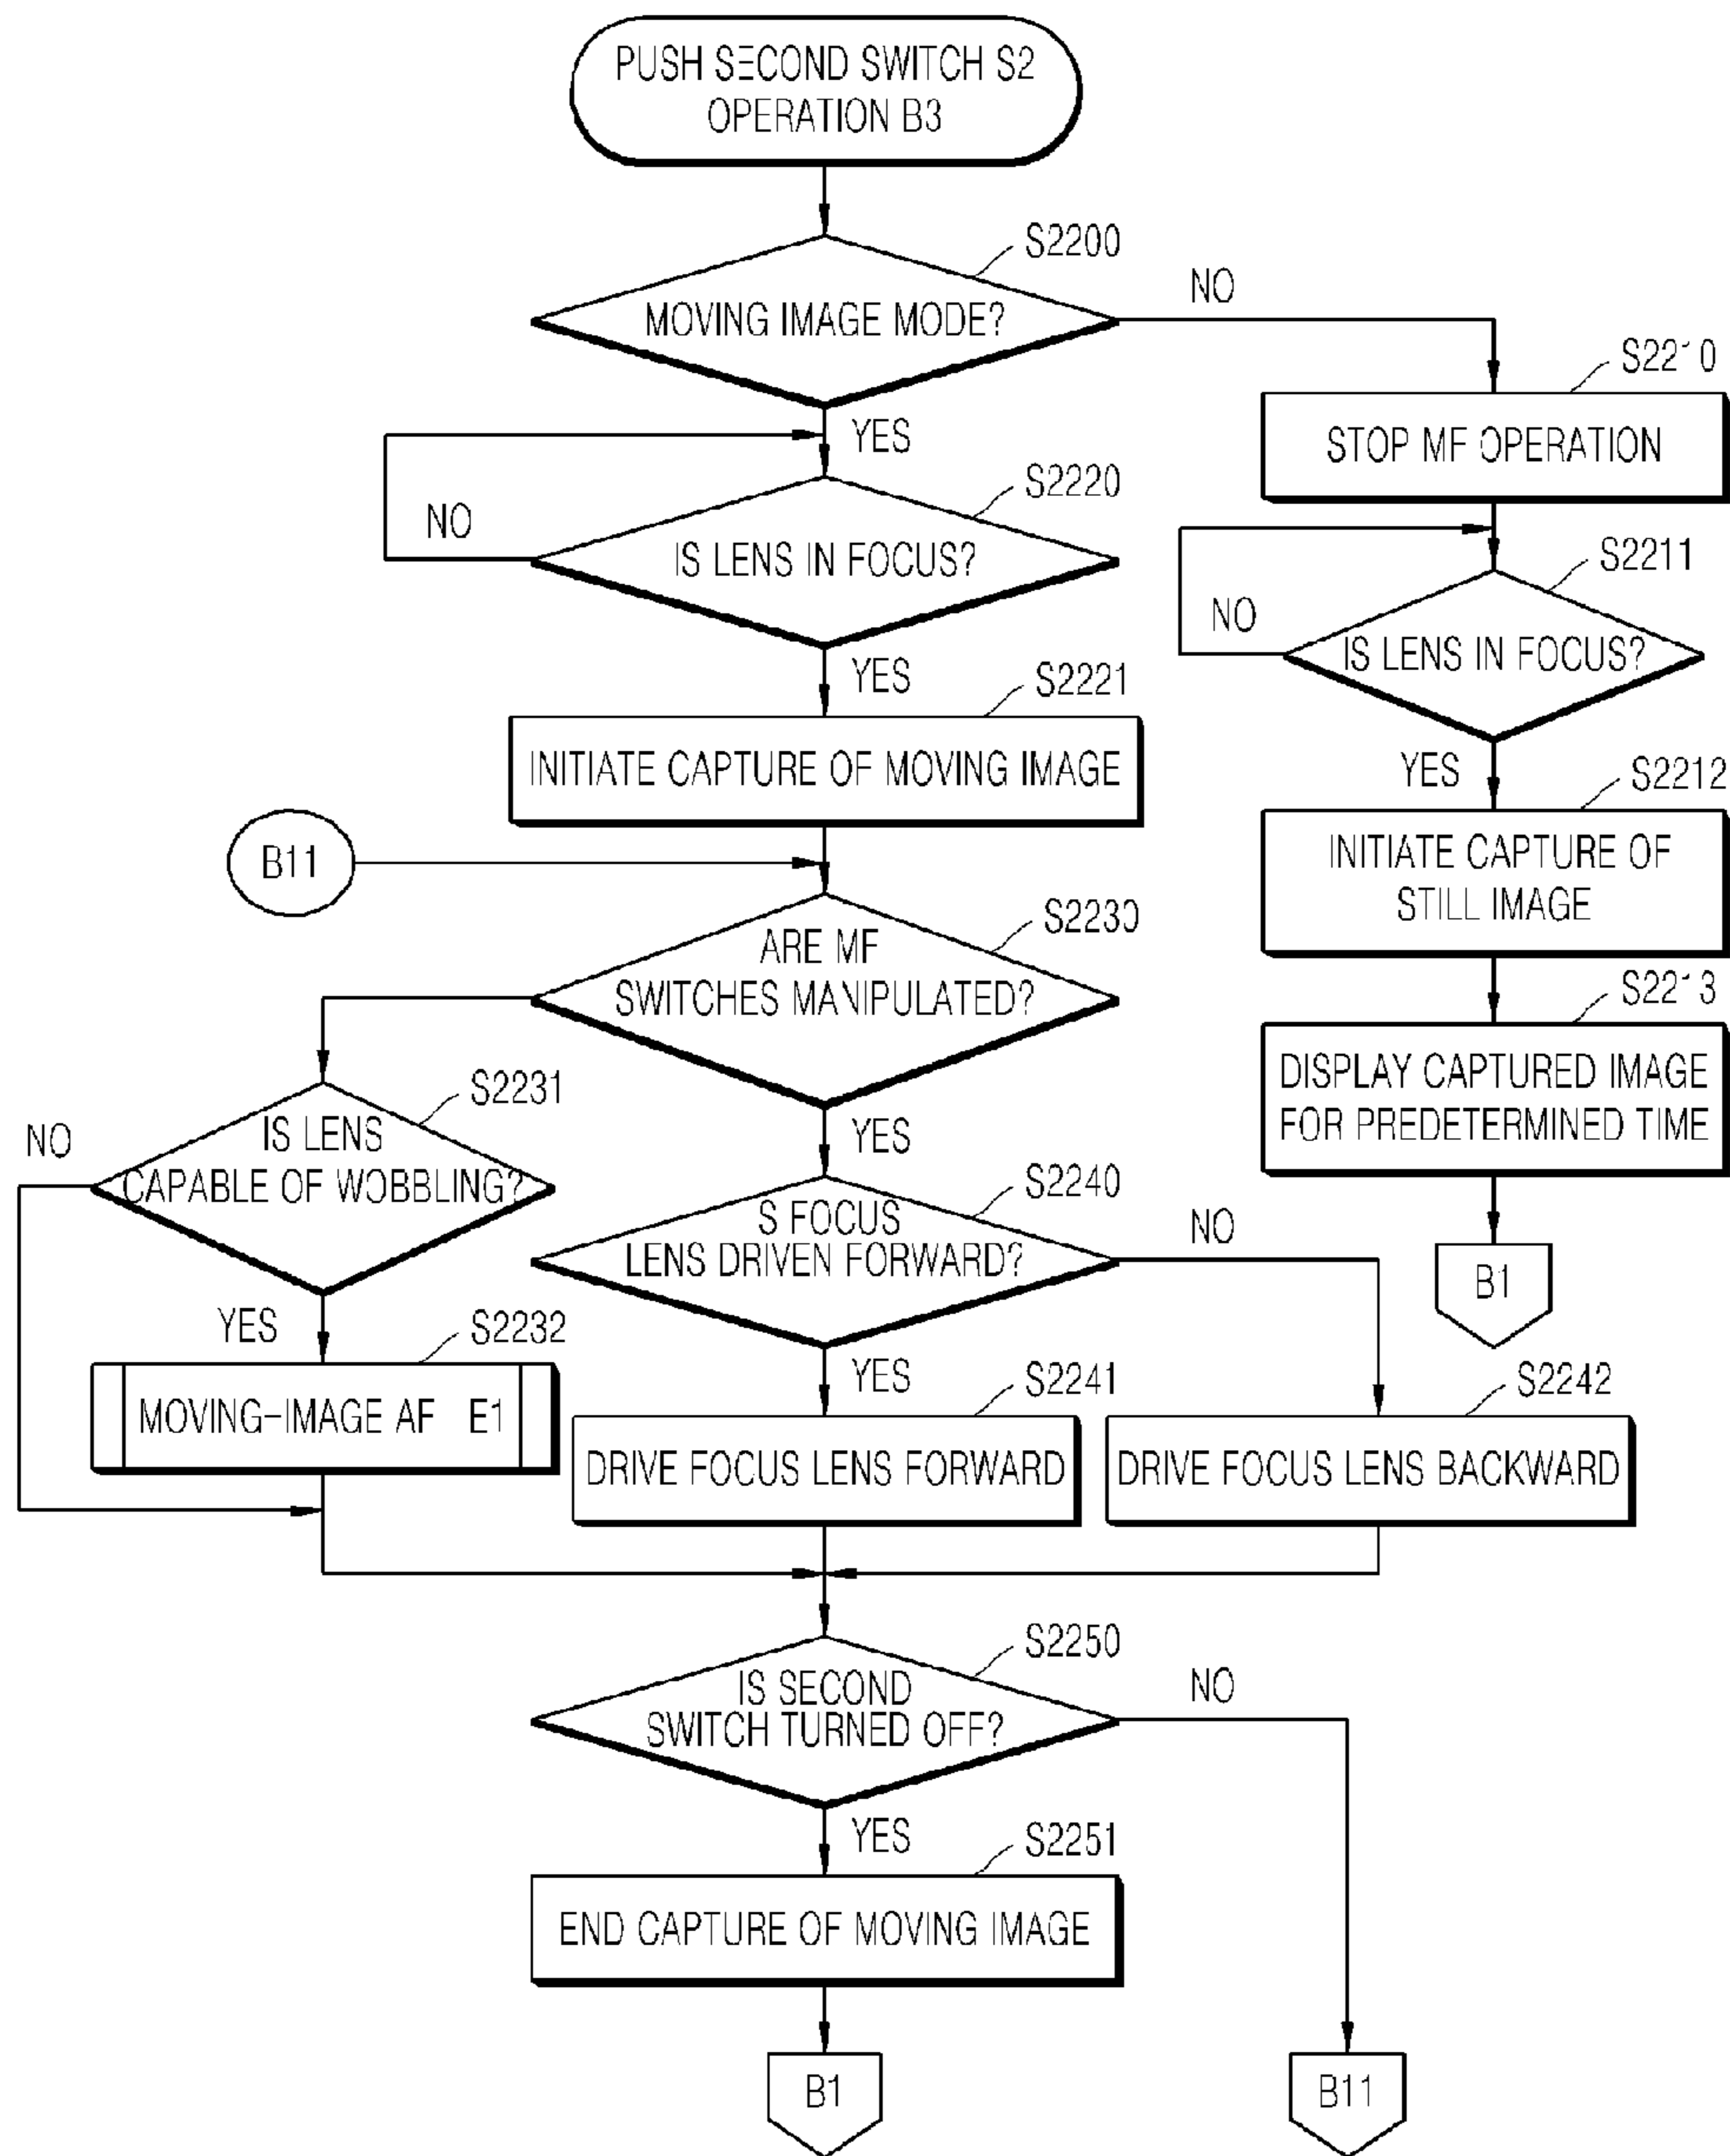 PUSH SECOND SWITCH S2
OPERATION B3
S2200
MOVING IMAGE MODE?
NO
YES
S2210
STOP MF OPERATION
S2220
NO
IS LENS IN FOCUS?
S2211
NO
IS LENS IN FOCUS?
YES
S2221
INITIATE CAPTURE OF MOVING IMAGE
YES
S2212
INITIATE CAPTURE OF
STILL IMAGE
B11
S2230
ARE MF
SWITCHES MANIPULATED?
S2213
DISPLAY CAPTURED IMAGE
FOR PREDETERMINED TIME
S2231
NO
IS LENS
CAPABLE OF WOBBLING?
YES
S2240
S FOCUS
LENS DRIVEN FORWARD?
NO
B1
YES
S2232
MOVING-IMAGE AF E1
YES
S2241
DRIVE FOCUS LENS FORWARD
S2242
DRIVE FOCUS LENS BACKWARD
S2250
IS SECOND
SWITCH TURNED OFF?
NO
YES
S2251
END CAPTURE OF MOVING IMAGE
B1
B11